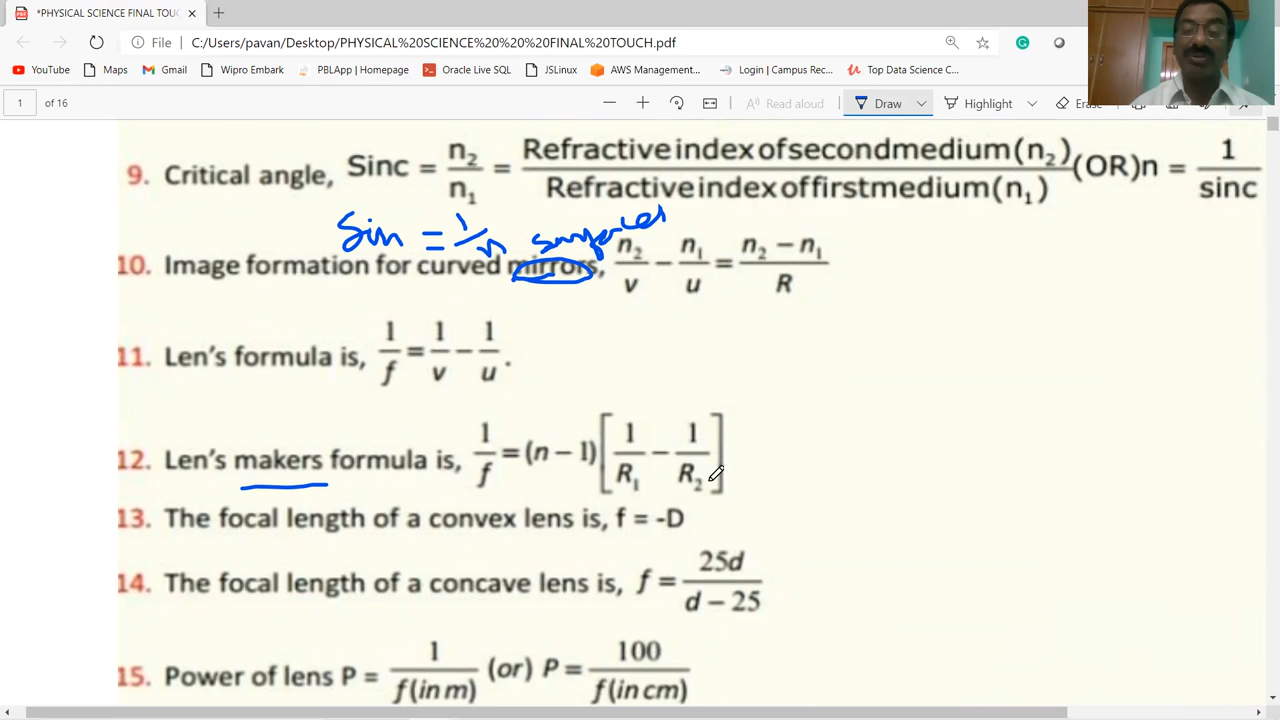 *PHYSICAL SCIENCE FINAL TOUC
File C:/Users/pavan/Desktop/PHYSICAL%20SCIENCE%20%20%20FINAL%20TOUCH.pdf
YouTube Maps Gmail Wipro Embark PBLApp | Homepage Oracle Live SQL JSLinux AWS Management... Login | Campus Rec... Top Data Science C...
1 of 16 Read aloud Draw Highlight Erase
9. Critical angle, Sinc = n₂/n₁ = Refractive index of second medium (n₂)/Refractive index of first medium (n₁) (OR) n = 1/sinc
Sin = 1/n surfaces
10. Image formation for curved mirrors, n₂/v − n₁/u = (n₂ − n₁)/R
11. Len's formula is, 1/f = 1/v − 1/u.
12. Len's makers formula is, 1/f = (n − 1)[1/R₁ − 1/R₂]
13. The focal length of a convex lens is, f = -D
14. The focal length of a concave lens is, f = 25d/(d − 25)
15. Power of lens P = 1/f(in m) (or) P = 100/f(in cm)